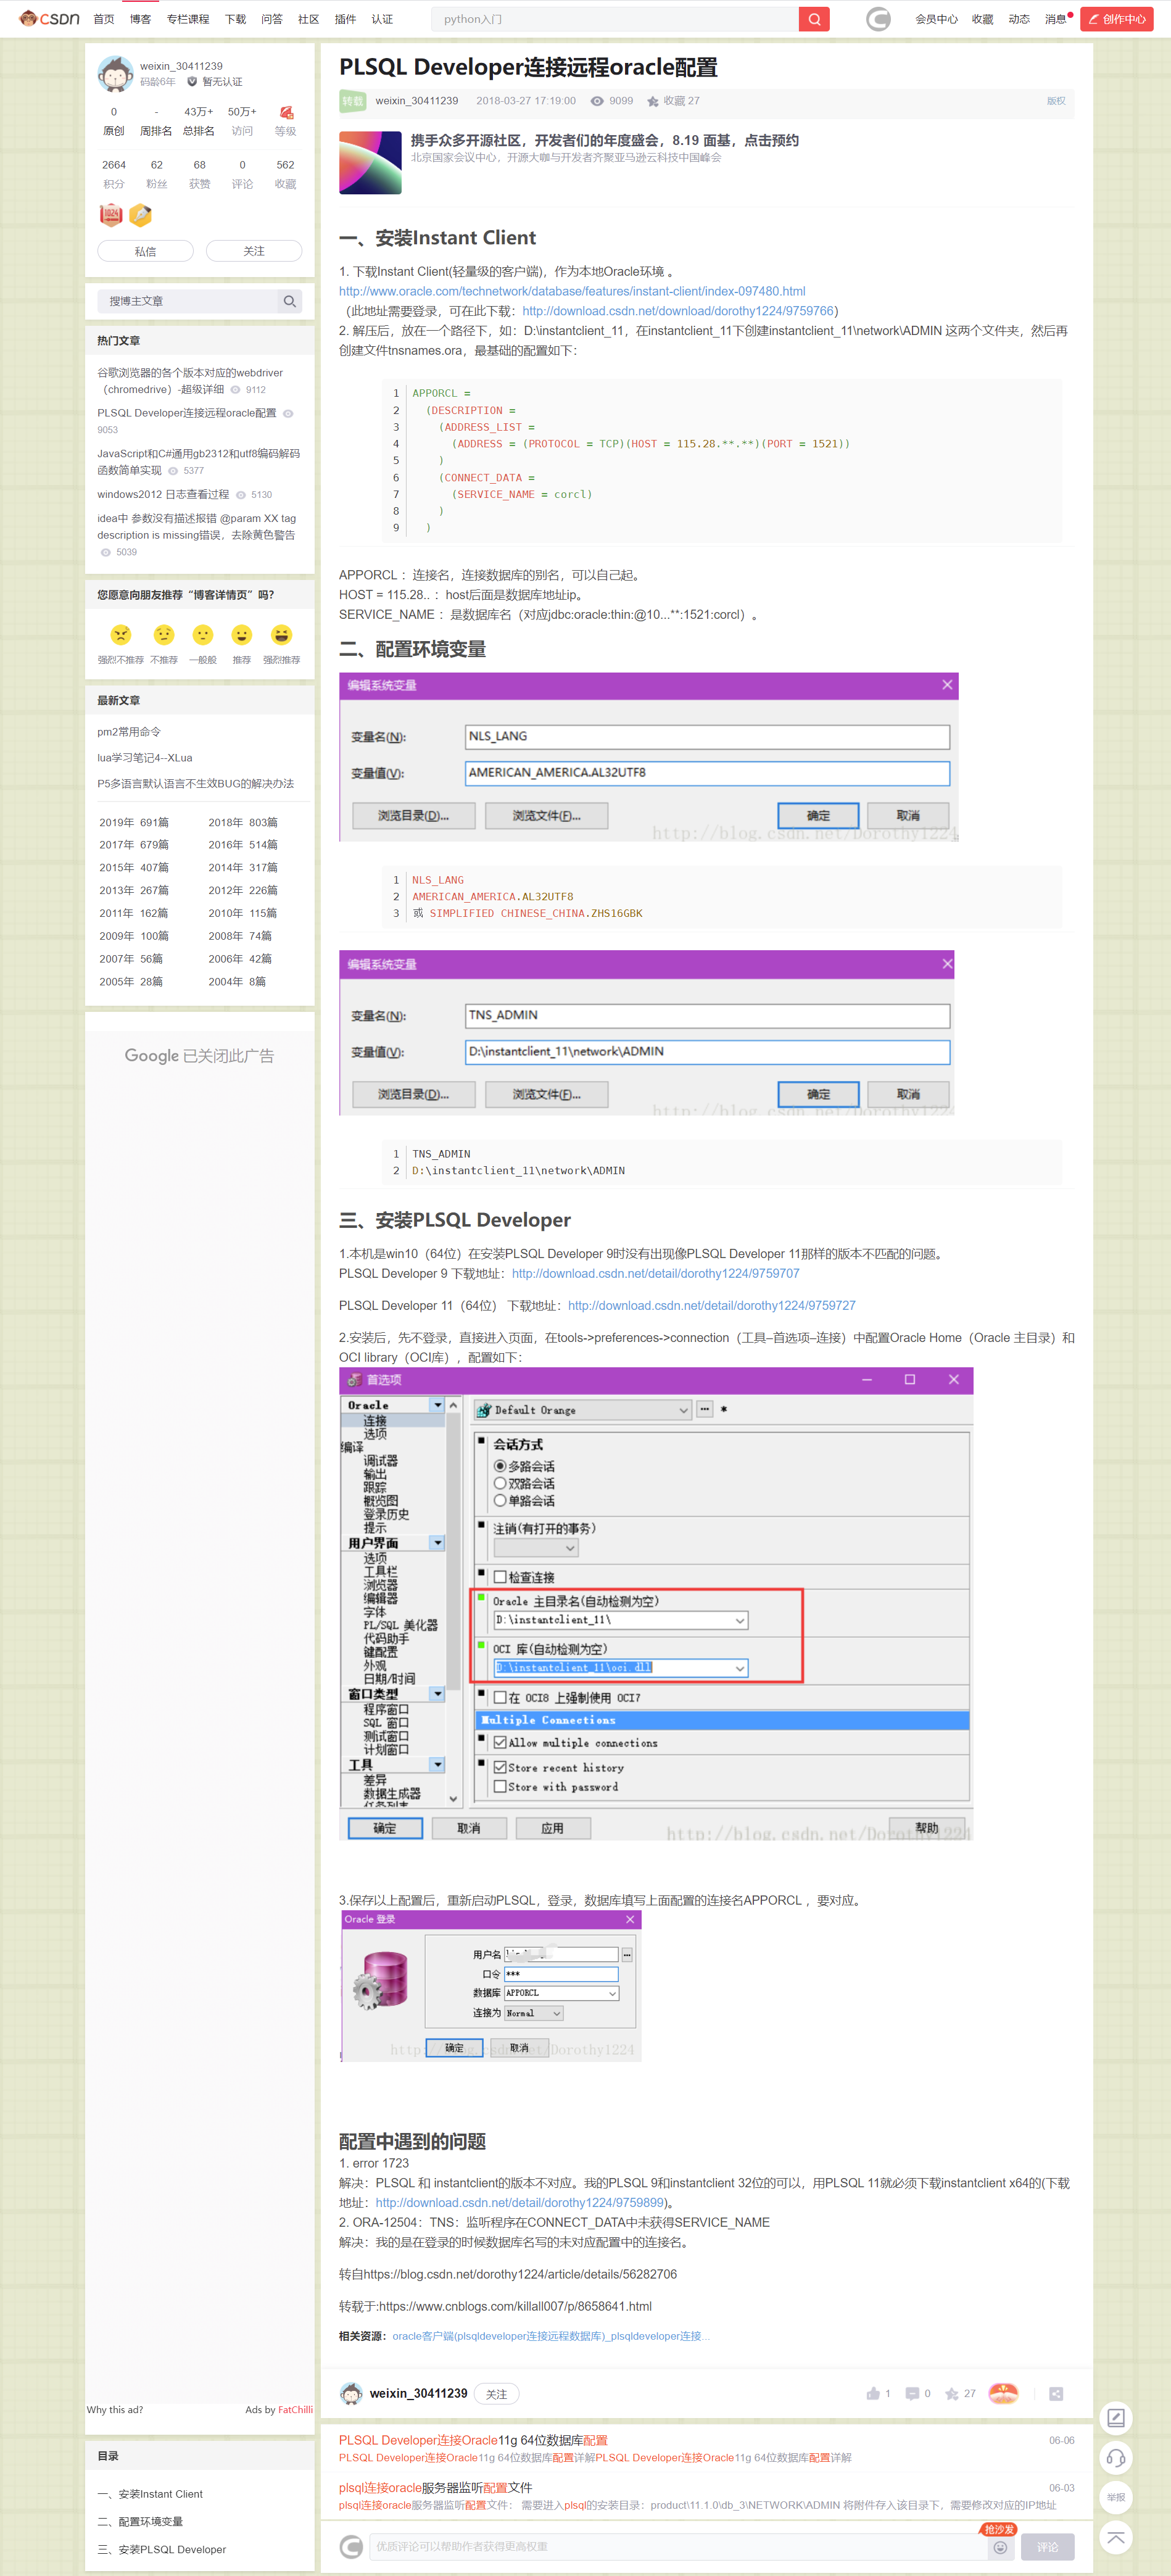 CSDN 首页 博客 专栏课程 下载 问答 社区 插件 认证 python入门 会员中心 收藏 动态 消息 创作中心
weixin_30411239
码龄6年 暂无认证
0 - 43万+ 50万+
原创 周排名 总排名 访问 等级
2664 62 68 0 562
积分 粉丝 获赞 评论 收藏
1024
私信 关注
搜博主文章
热门文章
谷歌浏览器的各个版本对应的webdriver
（chromedrive）-超级详细 9112
PLSQL Developer连接远程oracle配置
9053
JavaScript和C#通用gb2312和utf8编码解码
函数简单实现 5377
windows2012 日志查看过程 5130
idea中 参数没有描述报错 @param XX tag
description is missing错误，去除黄色警告
5039
您愿意向朋友推荐“博客详情页”吗？
强烈不推荐 不推荐 一般般 推荐 强烈推荐
最新文章
pm2常用命令
lua学习笔记4--XLua
P5多语言默认语言不生效BUG的解决办法
2019年 691篇 2018年 803篇
2017年 679篇 2016年 514篇
2015年 407篇 2014年 317篇
2013年 267篇 2012年 226篇
2011年 162篇 2010年 115篇
2009年 100篇 2008年 74篇
2007年 56篇 2006年 42篇
2005年 28篇 2004年 8篇
Google 已关闭此广告
Why this ad? Ads by FatChilli
目录
一、安装Instant Client
二、配置环境变量
三、安装PLSQL Developer
PLSQL Developer连接远程oracle配置
转载 weixin_30411239 2018-03-27 17:19:00 9099 收藏 27 版权
携手众多开源社区，开发者们的年度盛会，8.19 面基，点击预约
北京国家会议中心，开源大咖与开发者齐聚亚马逊云科技中国峰会
一、安装Instant Client
1. 下载Instant Client(轻量级的客户端)，作为本地Oracle环境 。
http://www.oracle.com/technetwork/database/features/instant-client/index-097480.html
（此地址需要登录，可在此下载：http://download.csdn.net/download/dorothy1224/9759766）
2. 解压后，放在一个路径下，如：D:\instantclient_11，在instantclient_11下创建instantclient_11\network\ADMIN 这两个文件夹，然后再
创建文件tnsnames.ora，最基础的配置如下：
1 APPORCL =
2 (DESCRIPTION =
3 (ADDRESS_LIST =
4 (ADDRESS = (PROTOCOL = TCP)(HOST = 115.28.**.**)(PORT = 1521))
5 )
6 (CONNECT_DATA =
7 (SERVICE_NAME = corcl)
8 )
9 )
APPORCL ：连接名，连接数据库的别名，可以自己起。
HOST = 115.28.. ：host后面是数据库地址ip。
SERVICE_NAME ：是数据库名（对应jdbc:oracle:thin:@10...**:1521:corcl）。
二、配置环境变量
编辑系统变量
变量名(N): NLS_LANG
变量值(V): AMERICAN_AMERICA.AL32UTF8
浏览目录(D)... 浏览文件(F)... 确定 取消
http://blog.csdn.net/Dorothy1224
1 NLS_LANG
2 AMERICAN_AMERICA.AL32UTF8
3 或 SIMPLIFIED CHINESE_CHINA.ZHS16GBK
编辑系统变量
变量名(N): TNS_ADMIN
变量值(V): D:\instantclient_11\network\ADMIN
浏览目录(D)... 浏览文件(F)... 确定 取消
http://blog.csdn.net/Dorothy1224
1 TNS_ADMIN
2 D:\instantclient_11\network\ADMIN
三、安装PLSQL Developer
1.本机是win10（64位）在安装PLSQL Developer 9时没有出现像PLSQL Developer 11那样的版本不匹配的问题。
PLSQL Developer 9 下载地址：http://download.csdn.net/detail/dorothy1224/9759707
PLSQL Developer 11（64位） 下载地址：http://download.csdn.net/detail/dorothy1224/9759727
2.安装后，先不登录，直接进入页面，在tools->preferences->connection（工具–首选项–连接）中配置Oracle Home（Oracle 主目录）和
OCI library（OCI库），配置如下：
首选项
Oracle
连接
选项
编译
调试器
输出
跟踪
概览图
登录历史
提示
用户界面
选项
工具栏
浏览器
编辑器
字体
PL/SQL 美化器
代码助手
键配置
外观
日期/时间
窗口类型
程序窗口
SQL 窗口
测试窗口
计划窗口
工具
差异
数据生成器
任务列表
Default Orange ... *
会话方式
多路会话
双路会话
单路会话
注销(有打开的事务)
检查连接
Oracle 主目录名(自动检测为空)
D:\instantclient_11\
OCI 库(自动检测为空)
D:\instantclient_11\oci.dll
在 OCI8 上强制使用 OCI7
Multiple Connections
Allow multiple connections
Store recent history
Store with password
确定 取消 应用 帮助
http://blog.csdn.net/Dorothy1224
3.保存以上配置后，重新启动PLSQL，登录，数据库填写上面配置的连接名APPORCL ，要对应。
Oracle 登录
用户名
口令 ***
数据库 APPORCL
连接为 Normal
确定 取消
http://blog.csdn.net/Dorothy1224
配置中遇到的问题
1. error 1723
解决：PLSQL 和 instantclient的版本不对应。我的PLSQL 9和instantclient 32位的可以，用PLSQL 11就必须下载instantclient x64的(下载
地址：http://download.csdn.net/detail/dorothy1224/9759899)。
2. ORA-12504：TNS：监听程序在CONNECT_DATA中未获得SERVICE_NAME
解决：我的是在登录的时候数据库名写的未对应配置中的连接名。
转自https://blog.csdn.net/dorothy1224/article/details/56282706
转载于:https://www.cnblogs.com/killall007/p/8658641.html
相关资源：oracle客户端(plsqldeveloper连接远程数据库)_plsqldeveloper连接...
weixin_30411239 关注 1 0 27
PLSQL Developer连接Oracle11g 64位数据库配置 06-06
PLSQL Developer连接Oracle11g 64位数据库配置详解PLSQL Developer连接Oracle11g 64位数据库配置详解
plsql连接oracle服务器监听配置文件 06-03
plsql连接oracle服务器监听配置文件： 需要进入plsql的安装目录：product\11.1.0\db_3\NETWORK\ADMIN 将附件存入该目录下，需要修改对应的IP地址
优质评论可以帮助作者获得更高权重 抢沙发 评论
举报